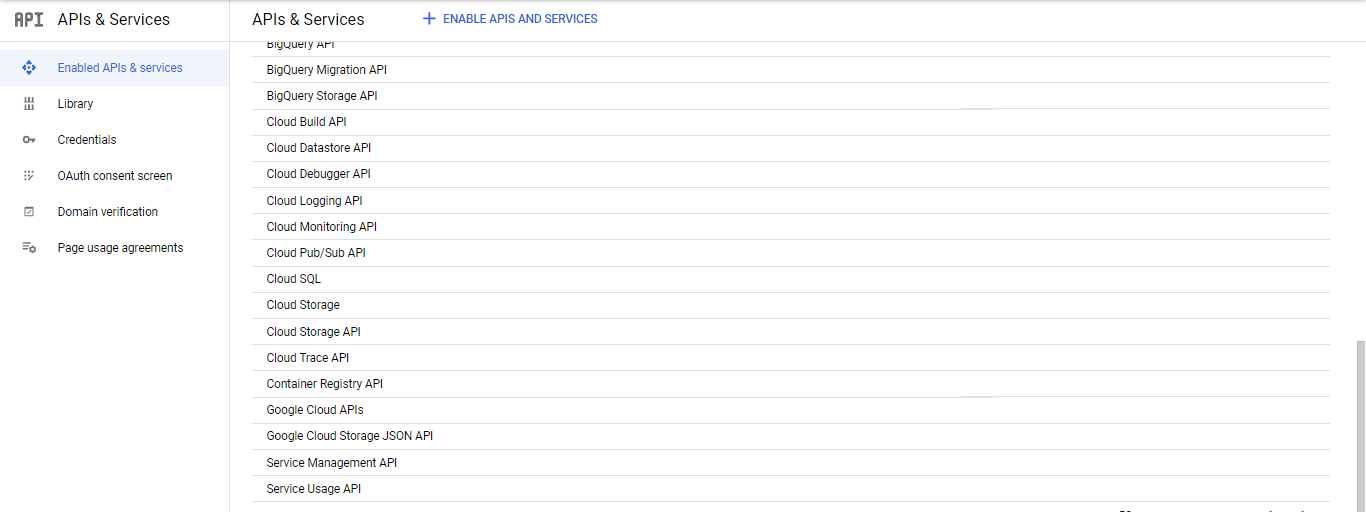 API APIs & Services
APIs & Services
ENABLE APIS AND SERVICES
Enabled APIs & services
Library
Credentials
OAuth consent screen
Domain verification
Page usage agreements
BigQuery API
BigQuery Migration API
BigQuery Storage API
Cloud Build API
Cloud Datastore API
Cloud Debugger API
Cloud Logging API
Cloud Monitoring API
Cloud Pub/Sub API
Cloud SQL
Cloud Storage
Cloud Storage API
Cloud Trace API
Container Registry API
Google Cloud APIs
Google Cloud Storage JSON API
Service Management API
Service Usage API